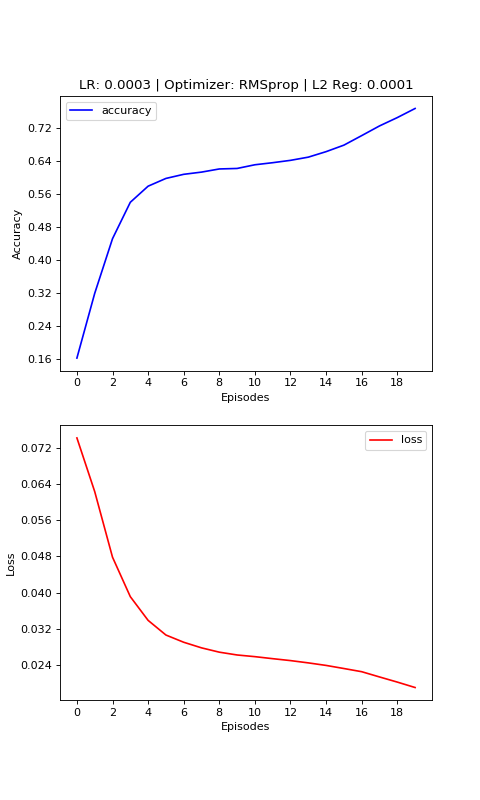 LR: 0.0003 | Optimizer: RMSprop | L2 Reg: 0.0001
accuracy
0.72
0.64
0.56
0.48
0.40
0.32
0.24
0.16
Accuracy
0 2 4 6 8 10 12 14 16 18
Episodes
loss
0.072
0.064
0.056
0.048
0.040
0.032
0.024
Loss
0 2 4 6 8 10 12 14 16 18
Episodes